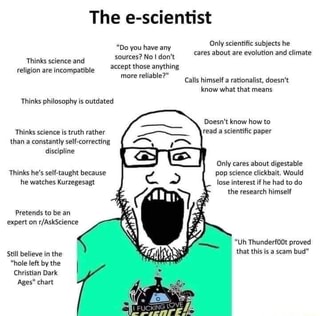 The e-scientist
"Do you have any
sources? No I don't
accept those anything
more reliable?"
Only scientific subjects he
cares about are evolution and climate
Thinks science and
religion are incompatible
Calls himself a rationalist, doesn't
know what that means
Thinks philosophy is outdated
Doesn't know how to
read a scientific paper
Thinks science is truth rather
than a constantly self-correcting
discipline
Only cares about digestable
pop science clickbait. Would
lose interest if he had to do
the research himself
Thinks he's self-taught because
he watches Kurzegesagt
Pretends to be an
expert on r/AskScience
"Uh Thunderf00t proved
that this is a scam bud"
Still believe in the
"hole left by the
Christian Dark
Ages" chart
I FUCKING LOVE
SCIENCE!